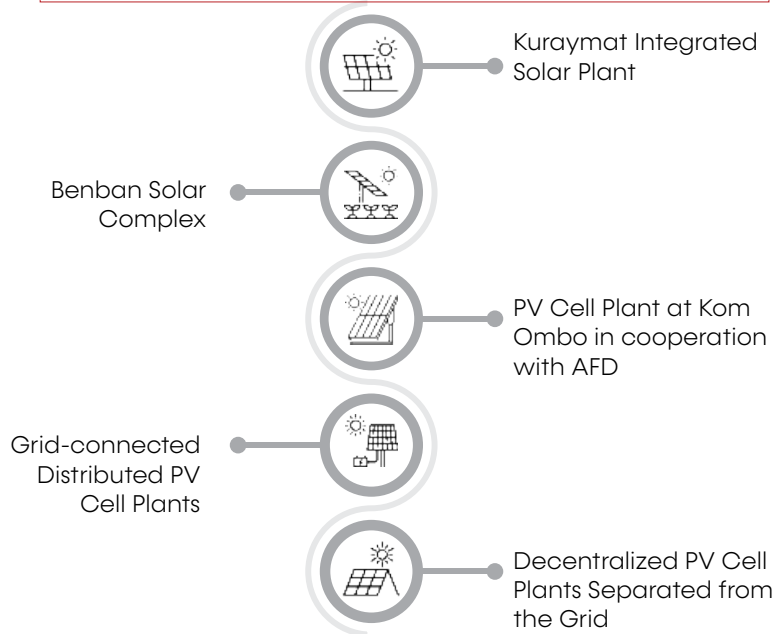 Kuraymat Integrated
Solar Plant
Benban Solar
Complex
PV Cell Plant at Kom
Ombo in cooperation
with AFD
Grid-connected
Distributed PV
Cell Plants
Decentralized PV Cell
Plants Separated from
the Grid